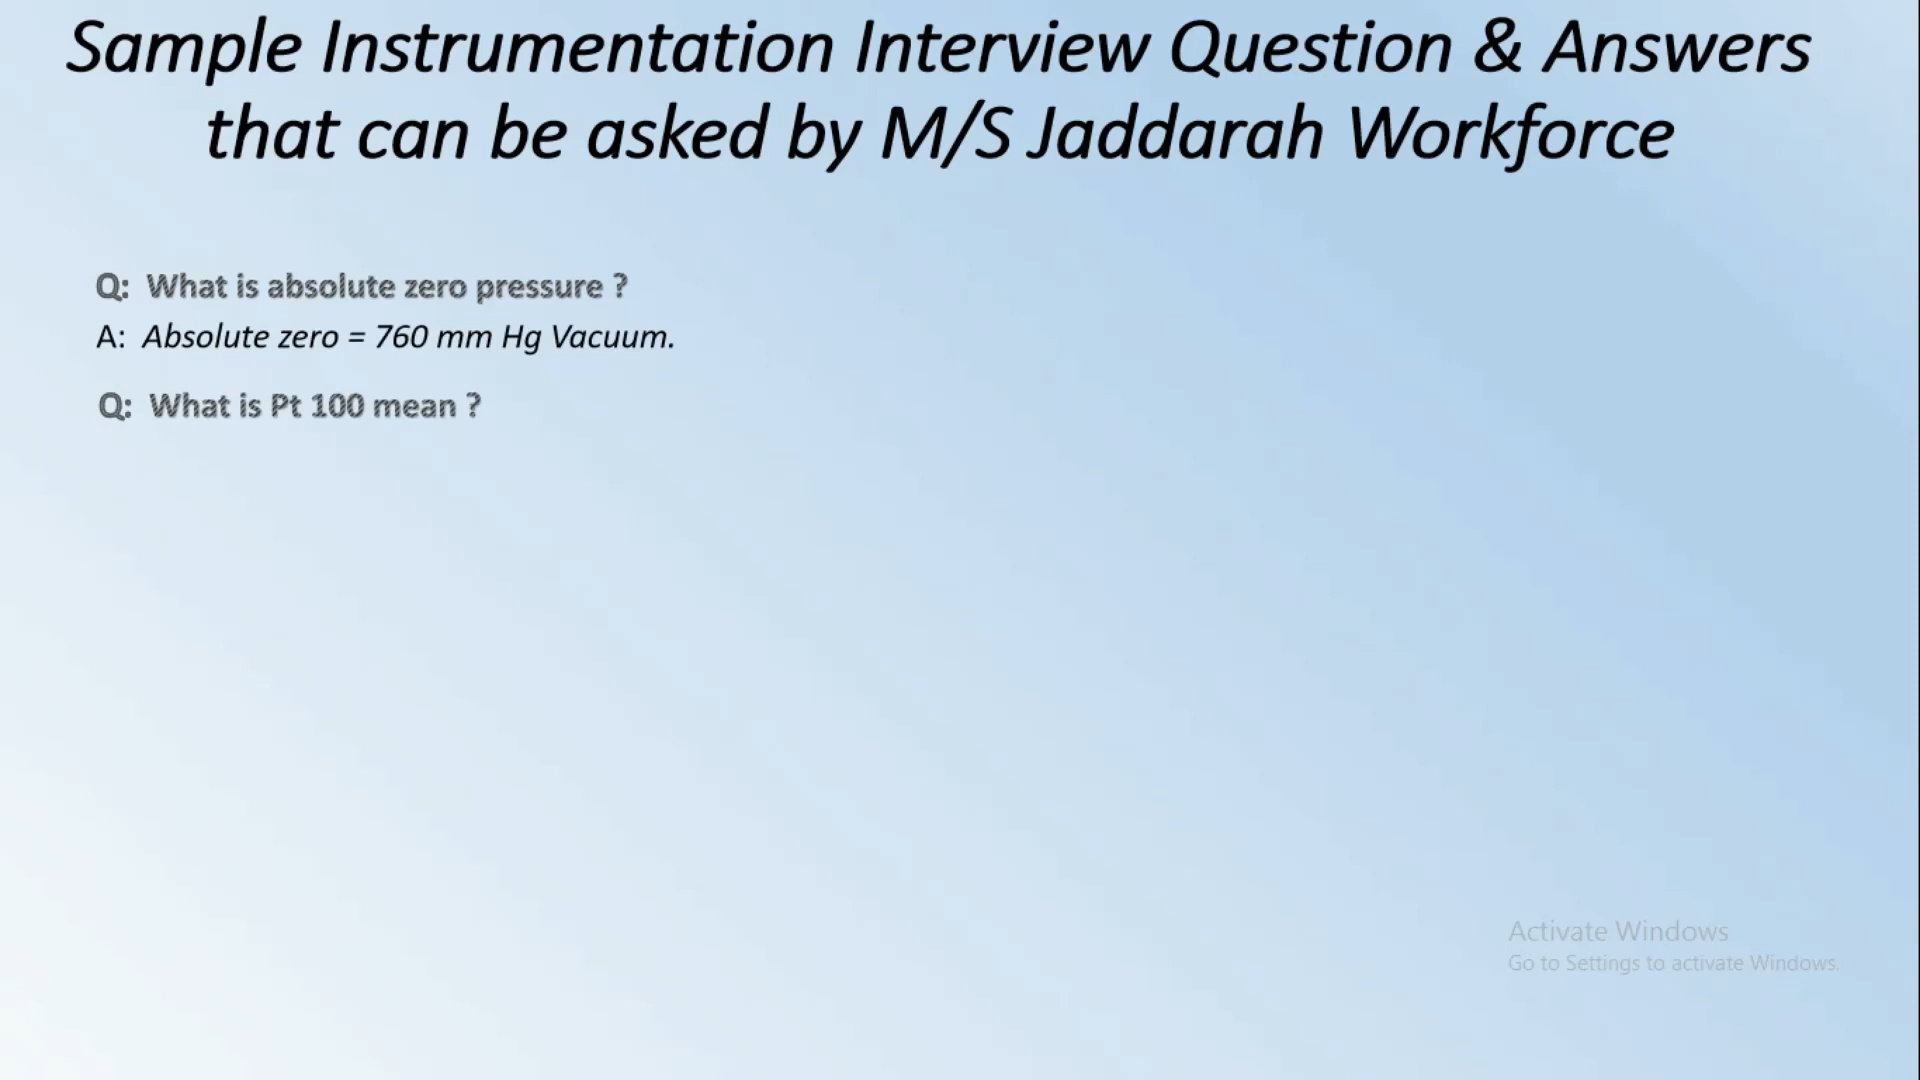 Sample Instrumentation Interview Question & Answers
that can be asked by M/S Jaddarah Workforce
Q: What is absolute zero pressure ?
A: Absolute zero = 760 mm Hg Vacuum.
Q: What is Pt 100 mean ?
Activate Windows
Go to Settings to activate Windows.